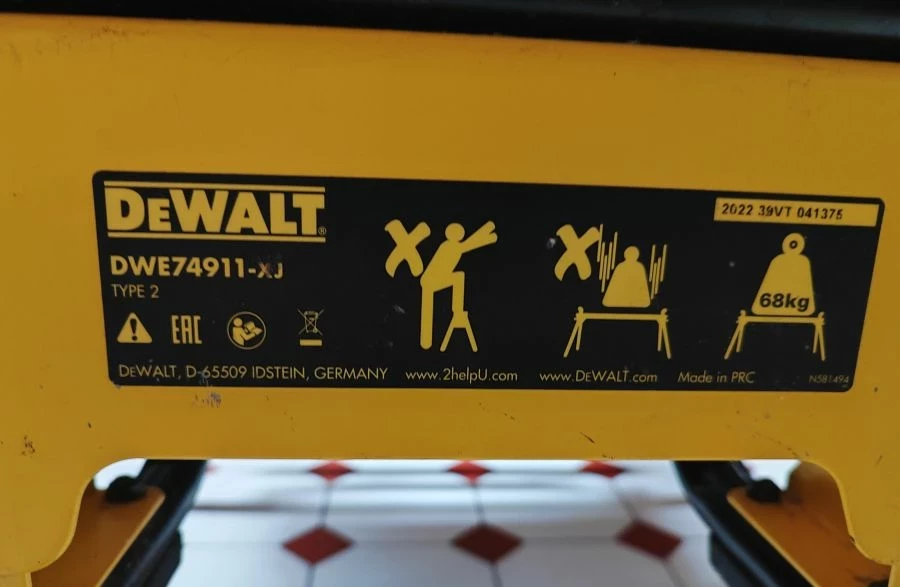 DEWALT®
DWE74911-XJ
TYPE 2
EAC
DEWALT, D-65509 IDSTEIN, GERMANY
www.2helpU.com
www.DEWALT.com
Made in PRC
N581494
2022 39VT 041375
68kg